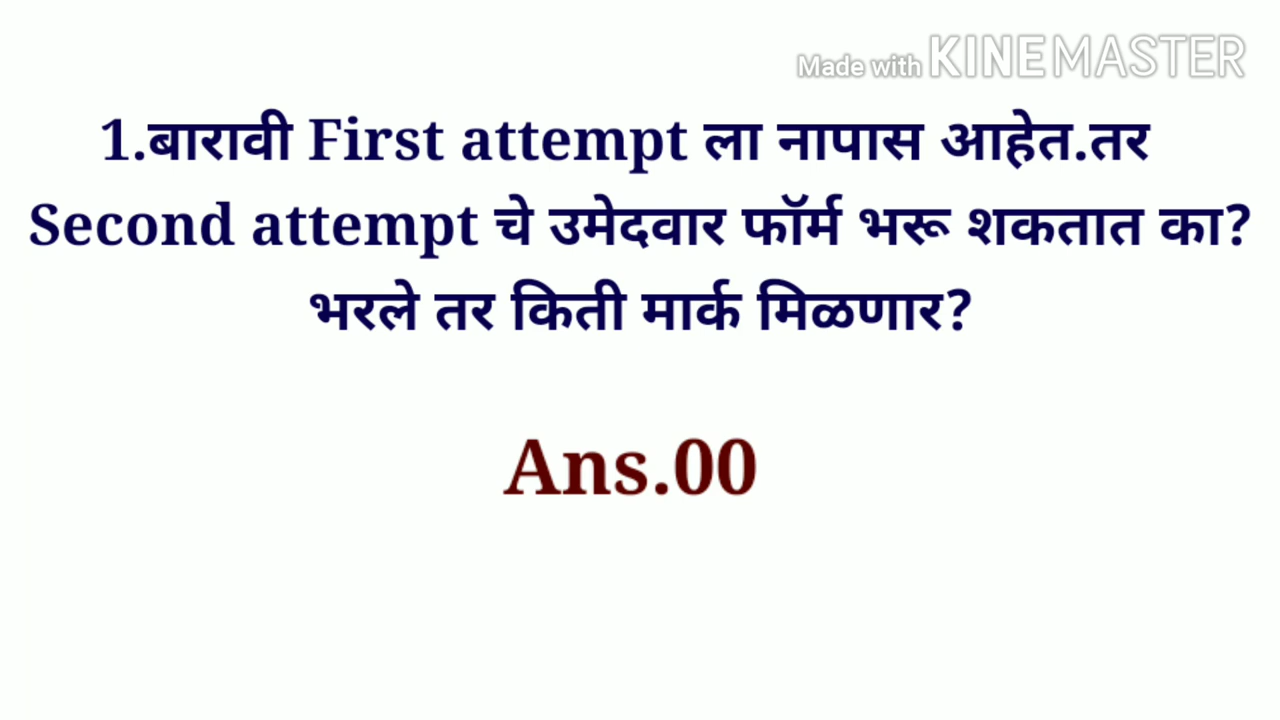 Made with KINEMASTER
1.बारावी First attempt ला नापास आहेत.तर
Second attempt चे उमेदवार फॉर्म भरू शकतात का?
भरले तर किती मार्क मिळणार?
Ans.00